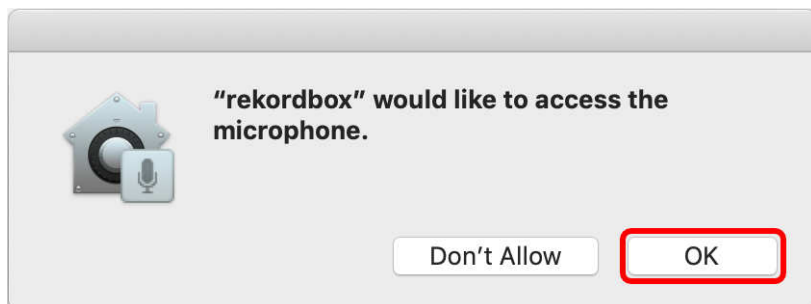 “rekordbox” would like to access the
microphone.
Don’t Allow
OK